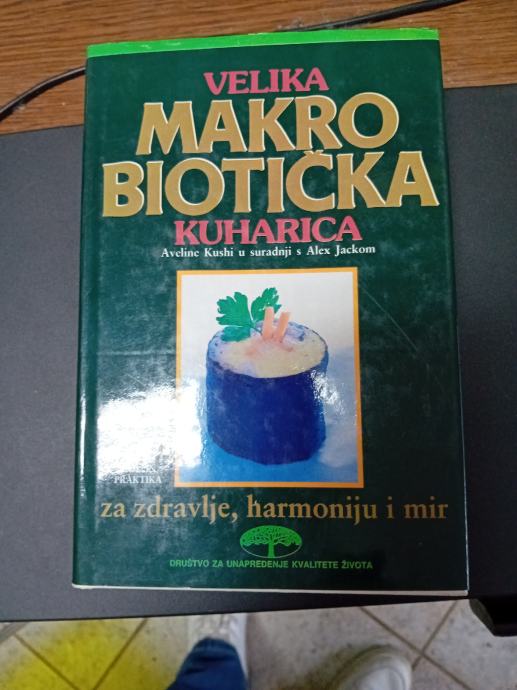 VELIKA
MAKRO
BIOTIČKA
KUHARICA
Aveline Kushi u suradnji s Alex Jackom
PRAKTIKA
za zdravlje, harmoniju i mir
DRUŠTVO ZA UNAPREĐENJE KVALITETE ŽIVOTA